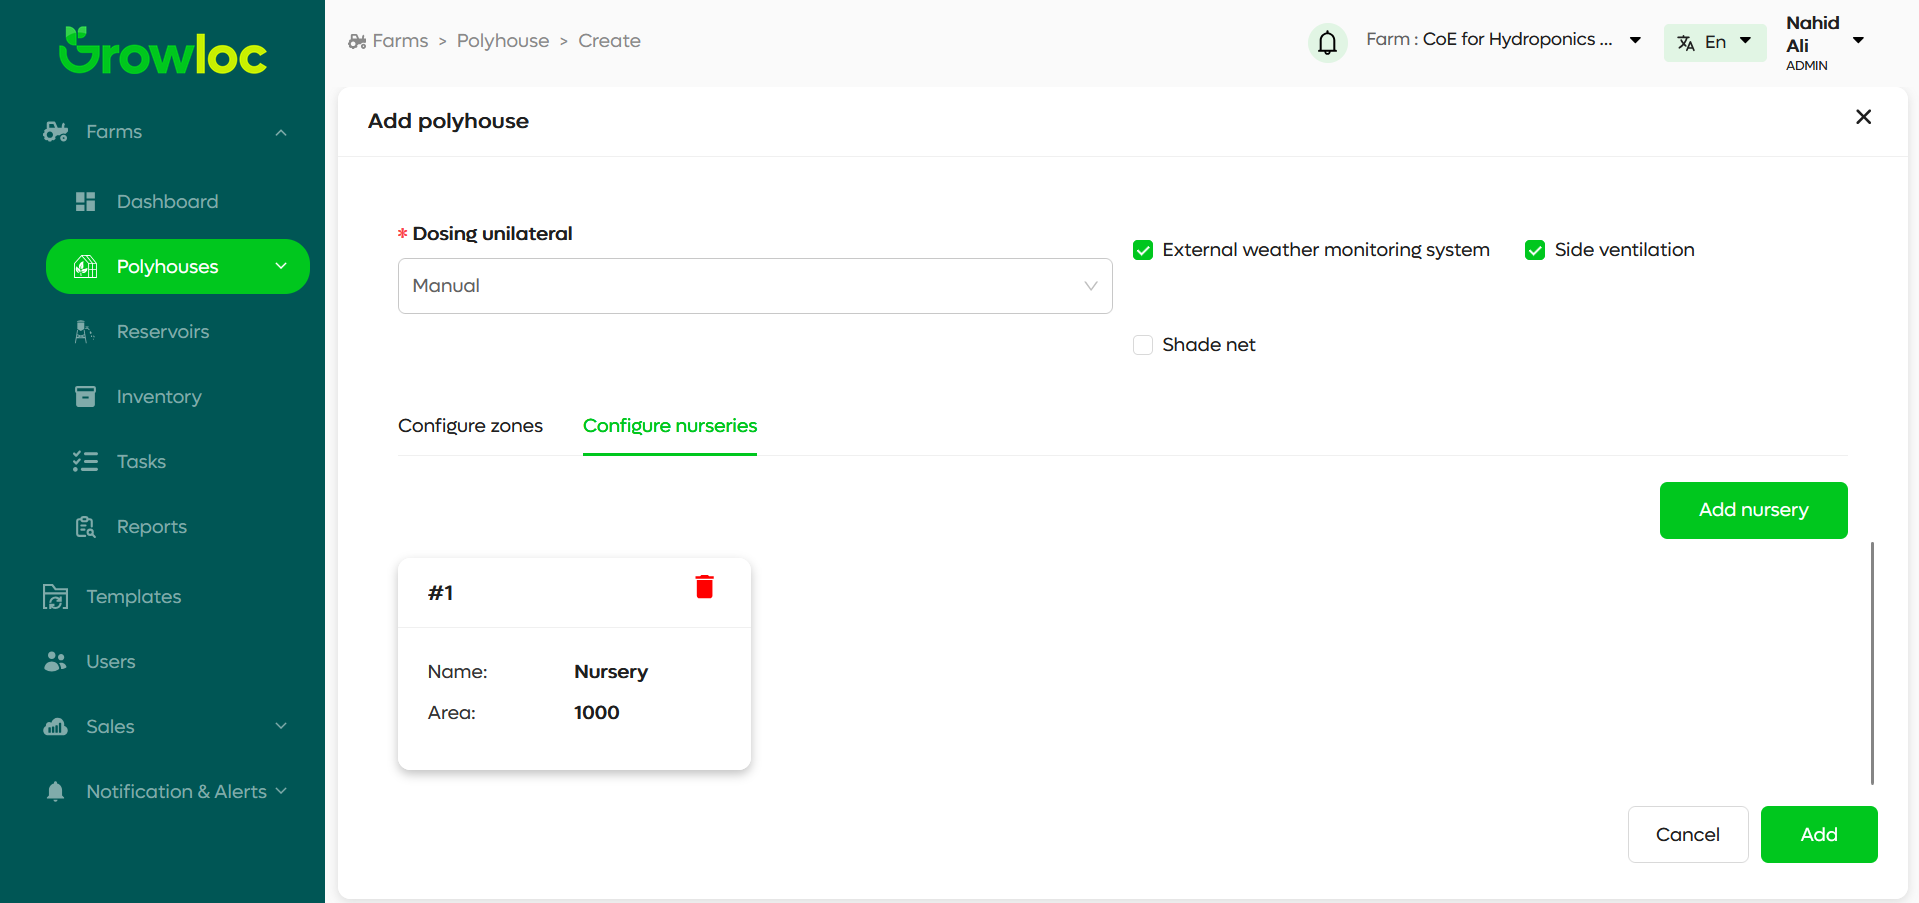 Growloc
Farms
Dashboard
Polyhouses
Reservoirs
Inventory
Tasks
Reports
Templates
Users
Sales
Notification & Alerts
Farms > Polyhouse > Create
Farm : CoE for Hydroponics ...
En
Nahid
Ali
ADMIN
Add polyhouse
* Dosing unilateral
Manual
External weather monitoring system
Side ventilation
Shade net
Configure zones
Configure nurseries
Add nursery
#1
Name: Nursery
Area: 1000
Cancel
Add